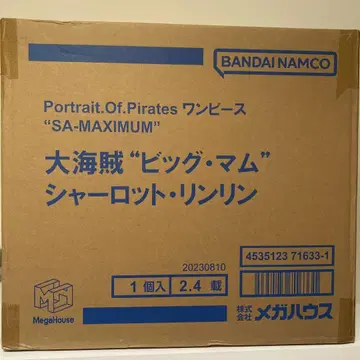 BANDAI NAMCO
Portrait.Of.Pirates ワンピース
“SA-MAXIMUM”
大海賊“ビッグ・マム”
シャーロット・リンリン
4535123 71633-1
20230810
1個入 2.4 載
MegaHouse
株式会社 メガハウス